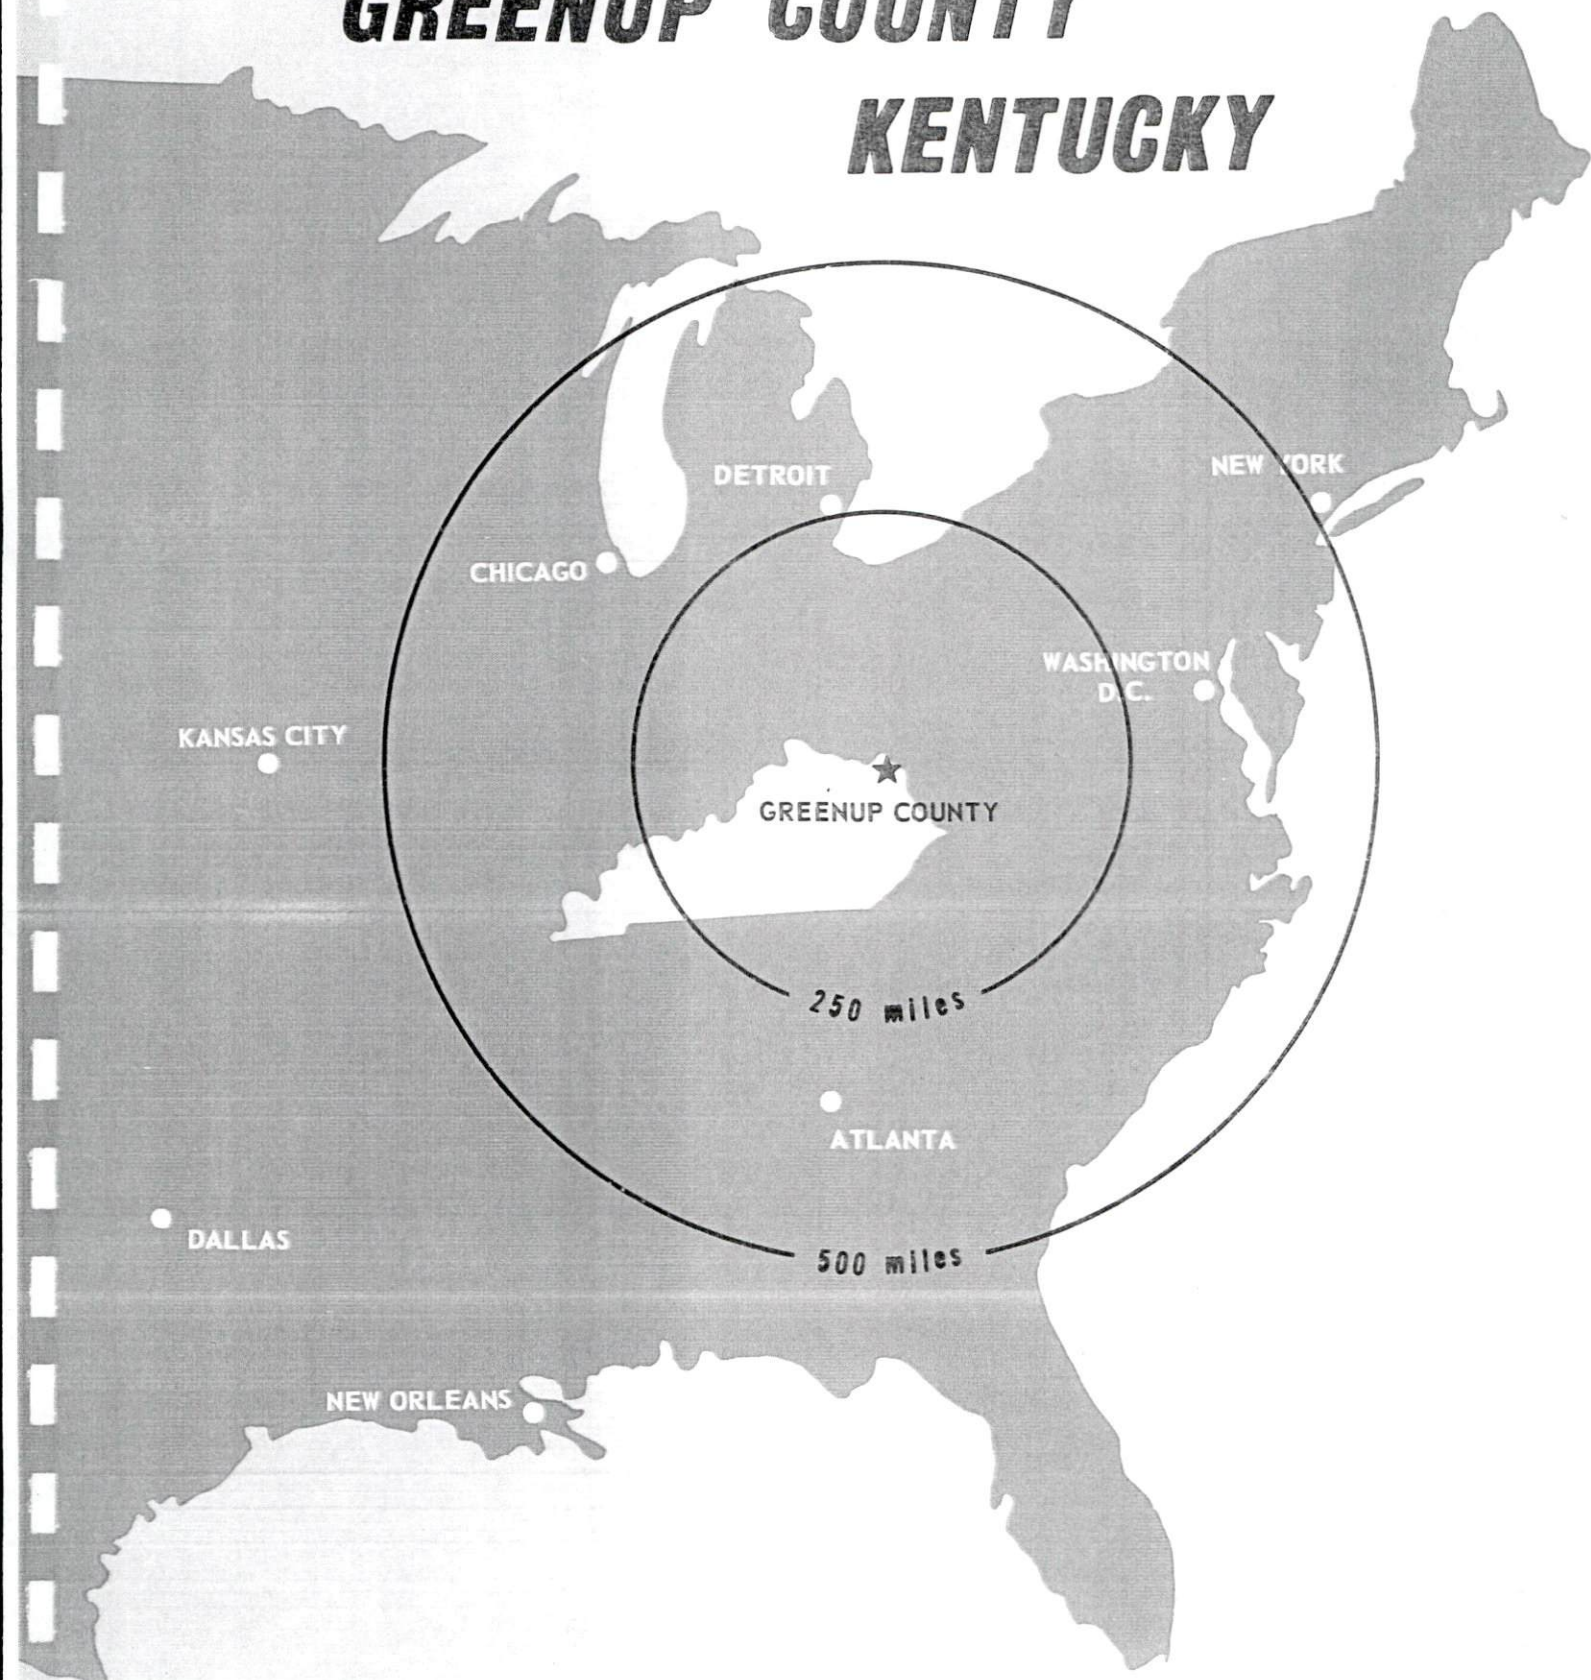 GREENUP COUNTY
KENTUCKY
DETROIT
NEW YORK
CHICAGO
WASHINGTON
D.C.
KANSAS CITY
GREENUP COUNTY
250 miles
ATLANTA
DALLAS
500 miles
NEW ORLEANS